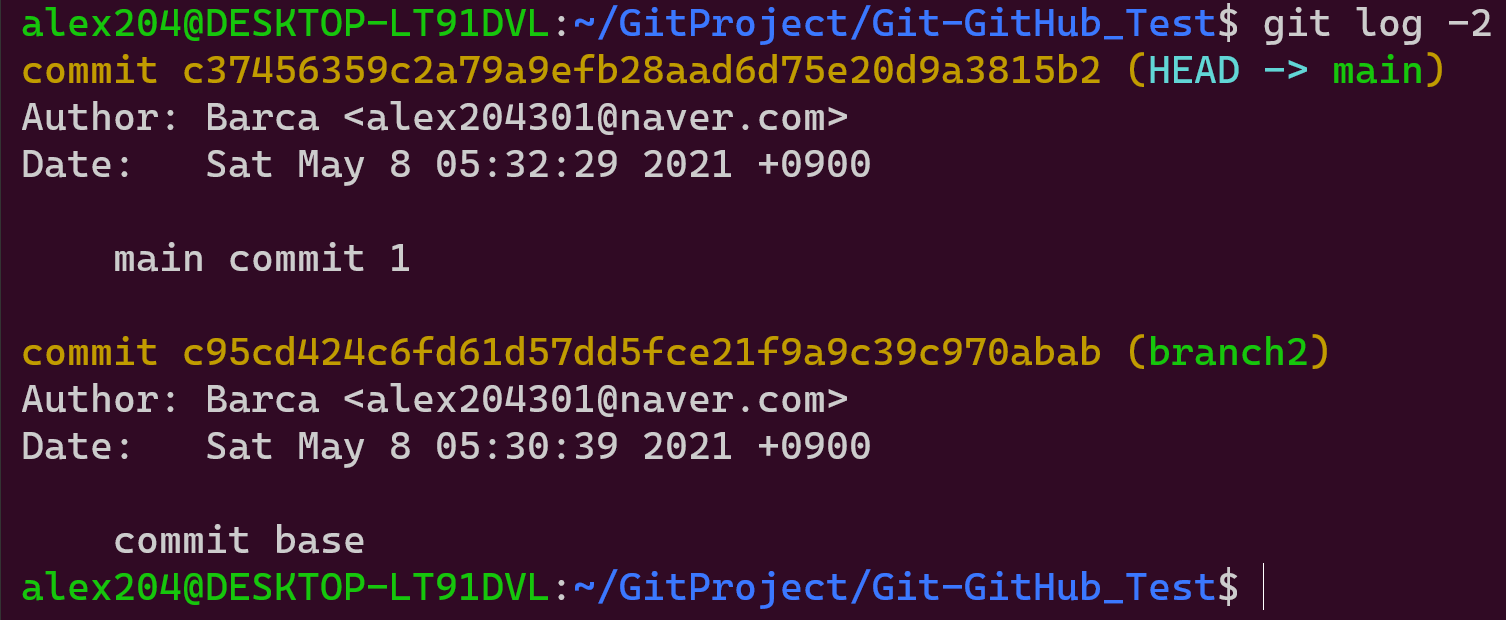 alex204@DESKTOP-LT91DVL:~/GitProject/Git-GitHub_Test$ git log -2
commit c37456359c2a79a9efb28aad6d75e20d9a3815b2 (HEAD -> main)
Author: Barca <alex204301@naver.com>
Date:   Sat May 8 05:32:29 2021 +0900
    main commit 1
commit c95cd424c6fd61d57dd5fce21f9a9c39c970abab (branch2)
Author: Barca <alex204301@naver.com>
Date:   Sat May 8 05:30:39 2021 +0900
    commit base
alex204@DESKTOP-LT91DVL:~/GitProject/Git-GitHub_Test$